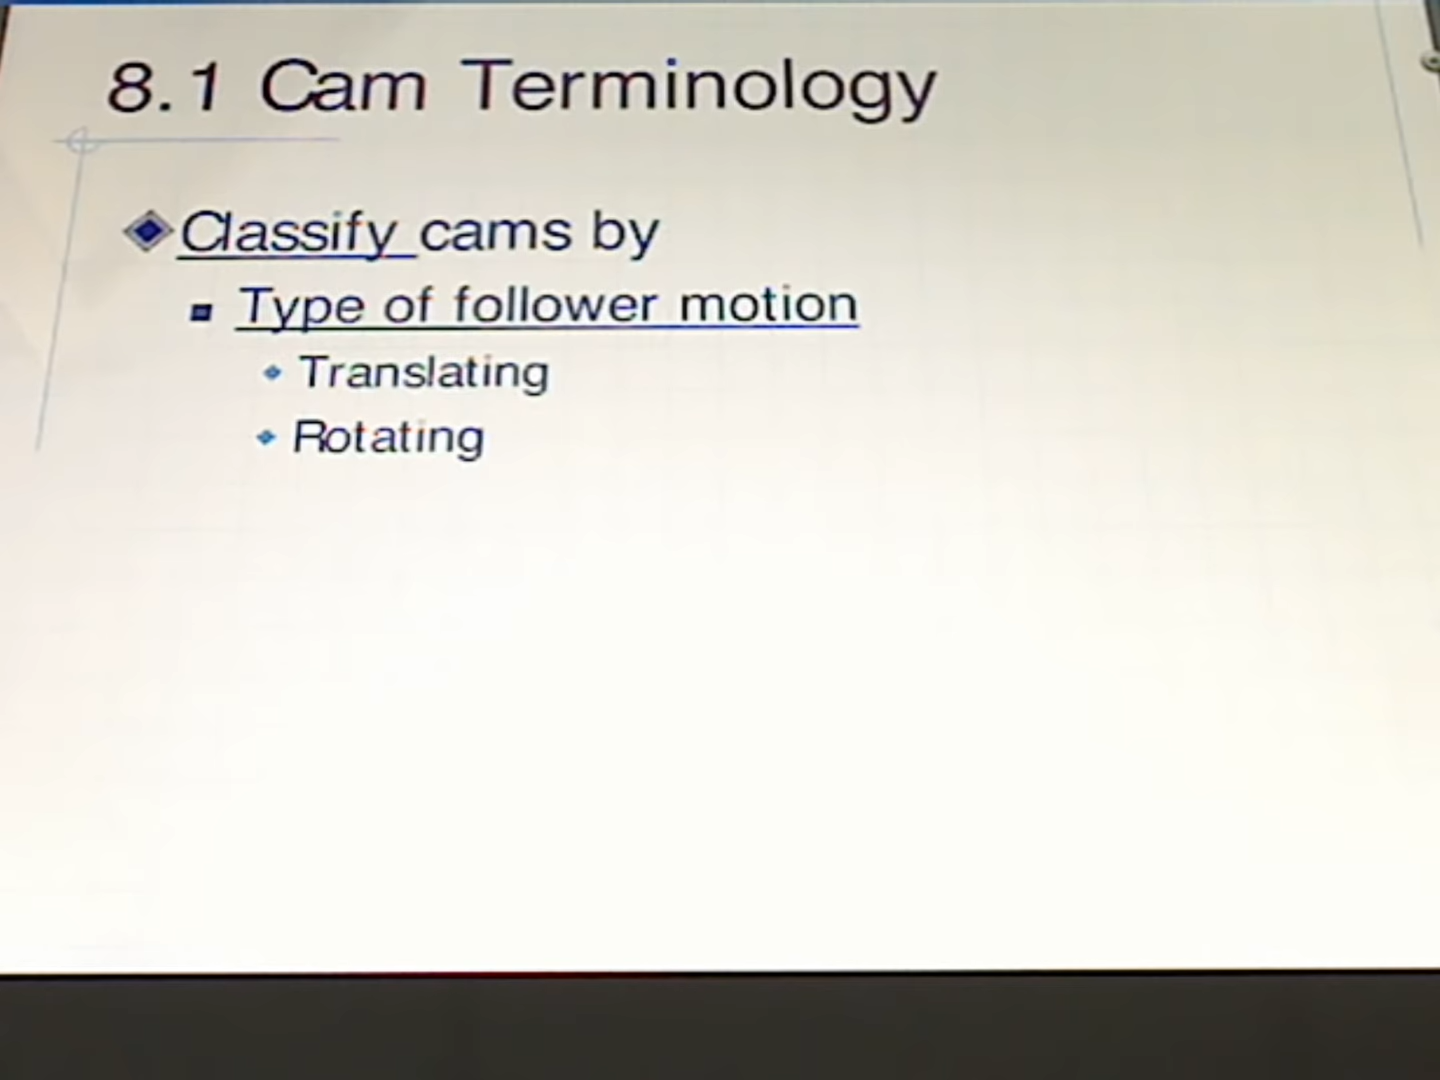 8.1 Cam Terminology
Classify cams by
Type of follower motion
Translating
Rotating